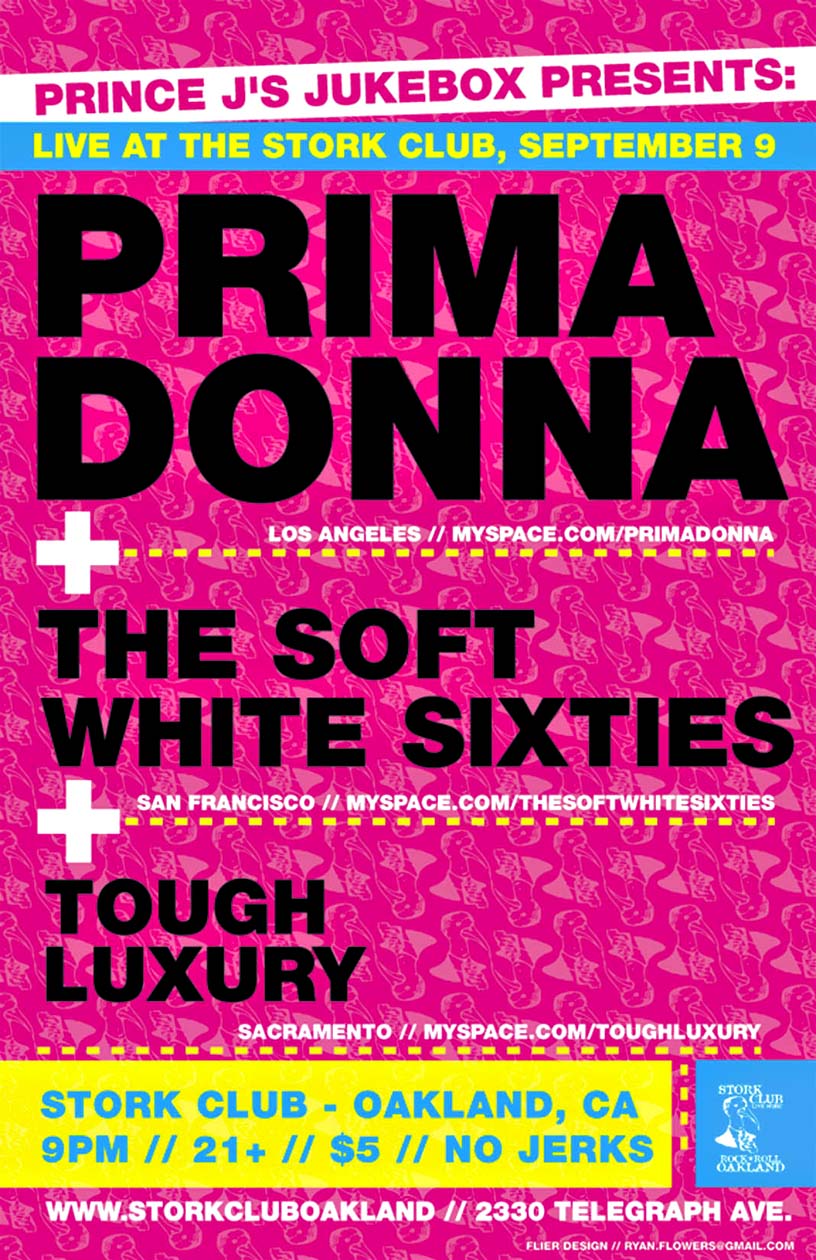 PRINCE J'S JUKEBOX PRESENTS:
LIVE AT THE STORK CLUB, SEPTEMBER 9
PRIMA
DONNA
LOS ANGELES // MYSPACE.COM/PRIMADONNA
+
THE SOFT
WHITE SIXTIES
SAN FRANCISCO // MYSPACE.COM/THESOFTWHITESIXTIES
+
TOUGH
LUXURY
SACRAMENTO // MYSPACE.COM/TOUGHLUXURY
STORK CLUB - OAKLAND, CA
9PM // 21+ // $5 // NO JERKS
STORK
CLUB
LIVE MUSIC
ROCK★ROLL
OAKLAND
WWW.STORKCLUBOAKLAND // 2330 TELEGRAPH AVE.
FLIER DESIGN // RYAN.FLOWERS@GMAIL.COM